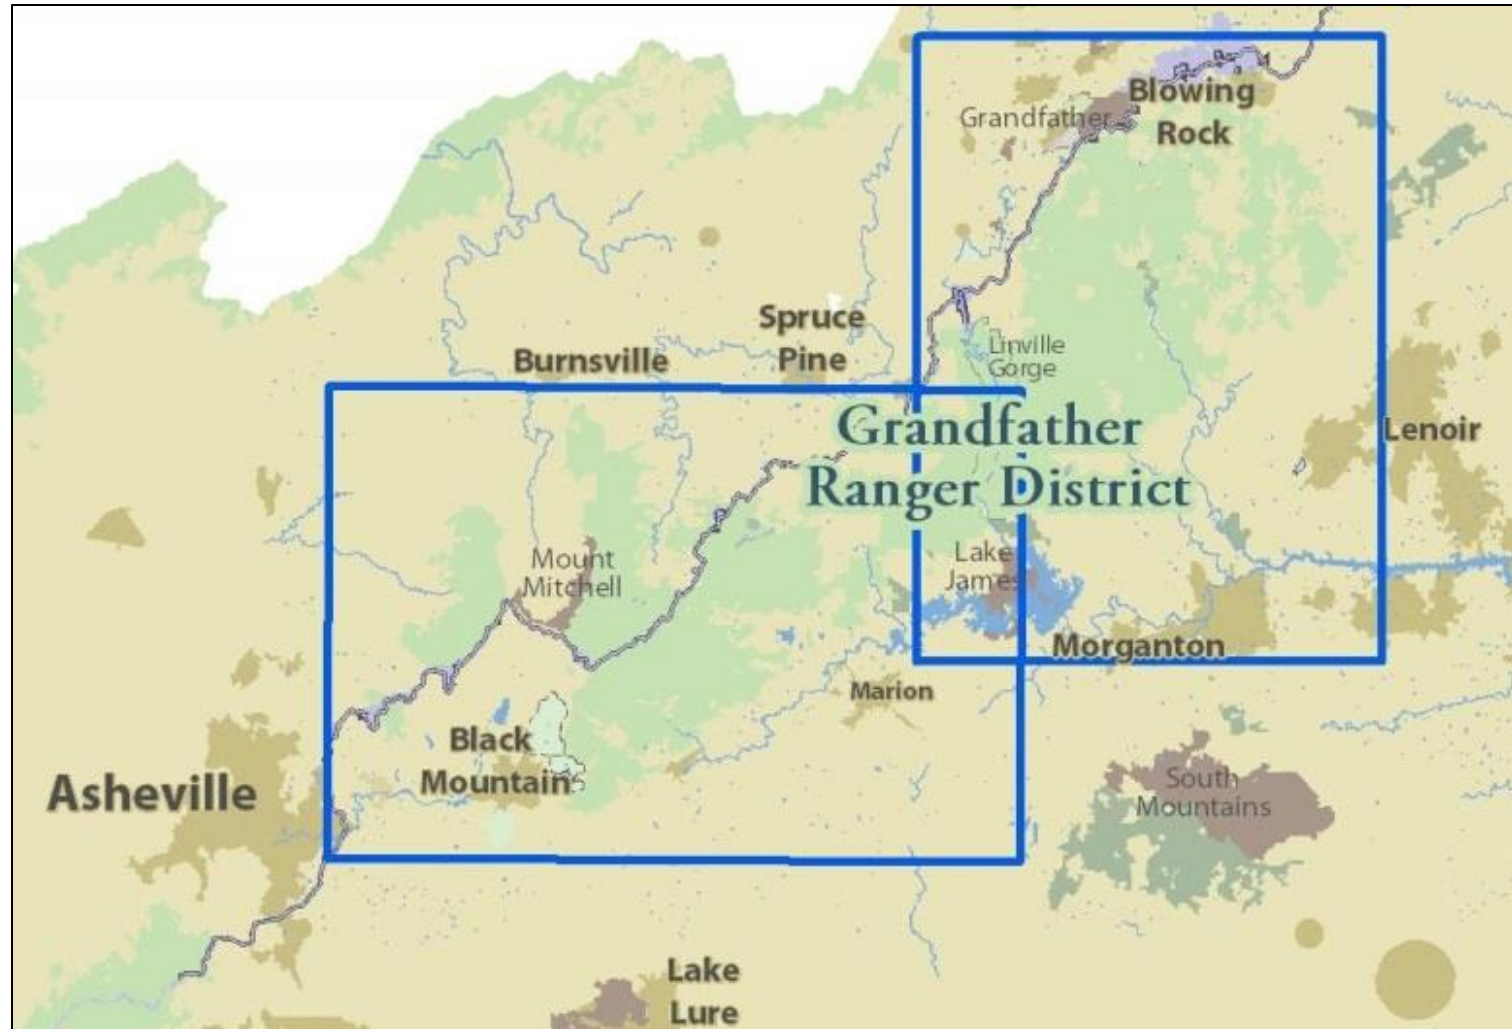 Blowing
Rock
Grandfather
Spruce
Pine
Linville
Gorge
Burnsville
Grandfather
Ranger District
Lenoir
Lake
James
Mount
Mitchell
Morganton
Marion
Black
Mountain
Asheville
South
Mountains
Lake
Lure